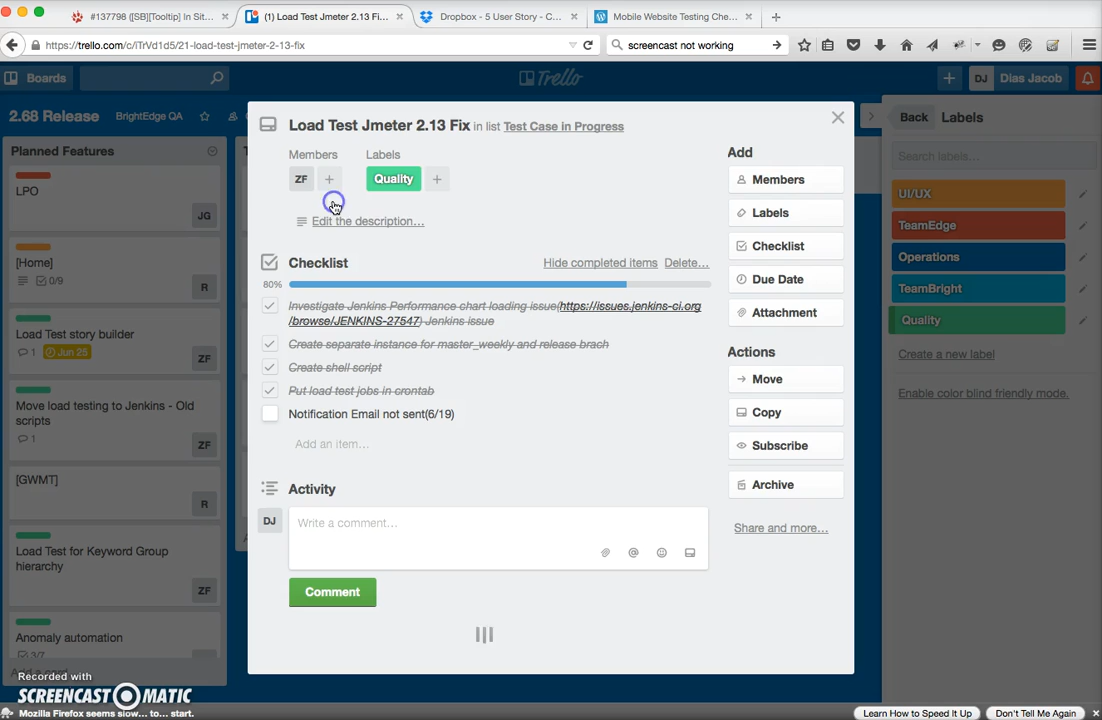 #137798 ([SB][Tooltip] In Sit...
(1) Load Test Jmeter 2.13 Fi...
Dropbox - 5 User Story - C...
Mobile Website Testing Che...
https://trello.com/c/iTrVd1d5/21-load-test-jmeter-2-13-fix
screencast not working
Boards
Trello
DJ
Dias Jacob
2.68 Release
BrightEdge QA
Planned Features
LPO
JG
[Home]
0/9
R
Load Test story builder
1
Jun 25
ZF
Move load testing to Jenkins - Old
scripts
1
ZF
[GWMT]
R
Load Test for Keyword Group
hierarchy
ZF
Anomaly automation
3/7
Load Test Jmeter 2.13 Fix in list Test Case in Progress
Members
Labels
ZF
Quality
Edit the description...
Checklist
Hide completed items
Delete...
80%
Investigate Jenkins Performance chart loading issue(https://issues.jenkins-ci.org
/browse/JENKINS-27547) Jenkins issue
Create separate instance for master_weekly and release brach
Create shell script
Put load test jobs in crontab
Notification Email not sent(6/19)
Add an item...
Activity
DJ
Write a comment...
Comment
Add
Members
Labels
Checklist
Due Date
Attachment
Actions
Move
Copy
Subscribe
Archive
Share and more...
Back
Labels
Search labels...
UI/UX
TeamEdge
Operations
TeamBright
Quality
Create a new label
Enable color blind friendly mode.
Recorded with
SCREENCAST O MATIC
Mozilla Firefox seems slow... to... start.
Learn How to Speed It Up
Don't Tell Me Again